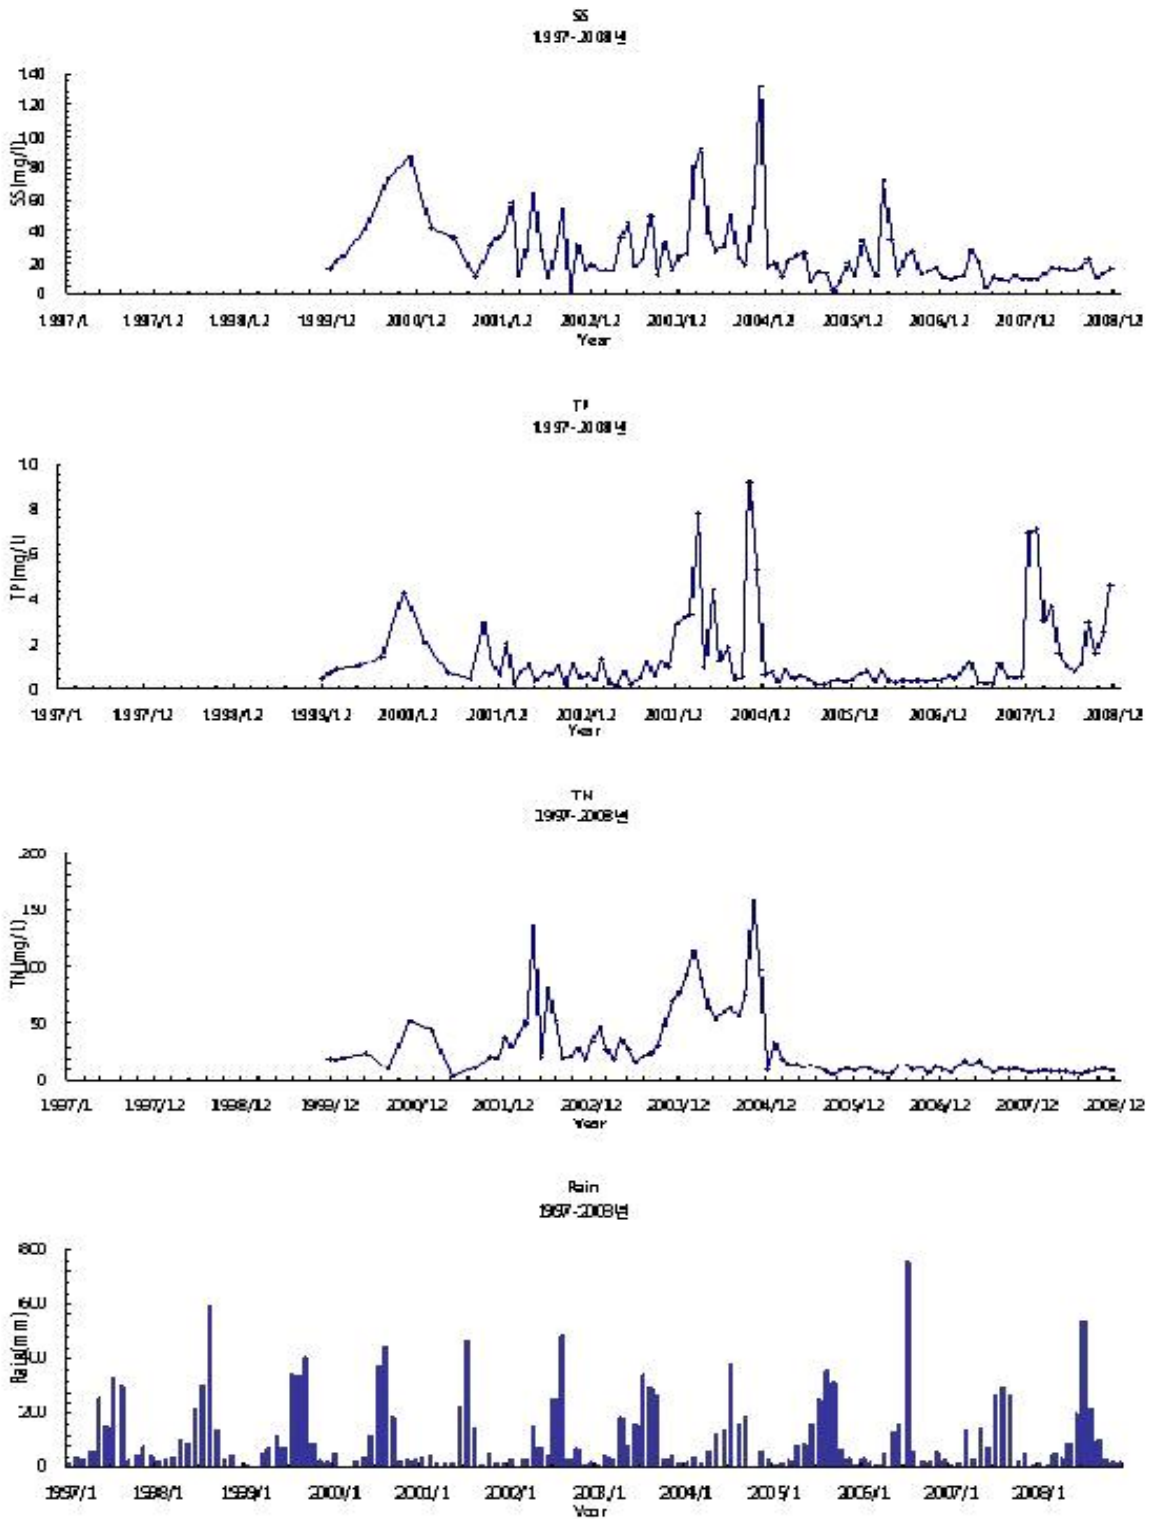 SS
1997-2008년
140
120
100
80
60
40
20
0
SS(mg/l)
1997/1 1997/12 1998/12 1999/12 2000/12 2001/12 2002/12 2003/12 2004/12 2005/12 2006/12 2007/12 2008/12
Year
TP
1997-2008년
10
8
6
4
2
0
TP(mg/l)
1997/1 1997/12 1998/12 1999/12 2000/12 2001/12 2002/12 2003/12 2004/12 2005/12 2006/12 2007/12 2008/12
Year
TN
1997-2008년
200
150
100
50
0
TN(mg/l)
1997/1 1997/12 1998/12 1999/12 2000/12 2001/12 2002/12 2003/12 2004/12 2005/12 2006/12 2007/12 2008/12
Year
Rain
1997-2008년
800
600
400
200
0
Rain(mm)
1997/1 1998/1 1999/1 2000/1 2001/1 2002/1 2003/1 2004/1 2005/1 2006/1 2007/1 2008/1
Year